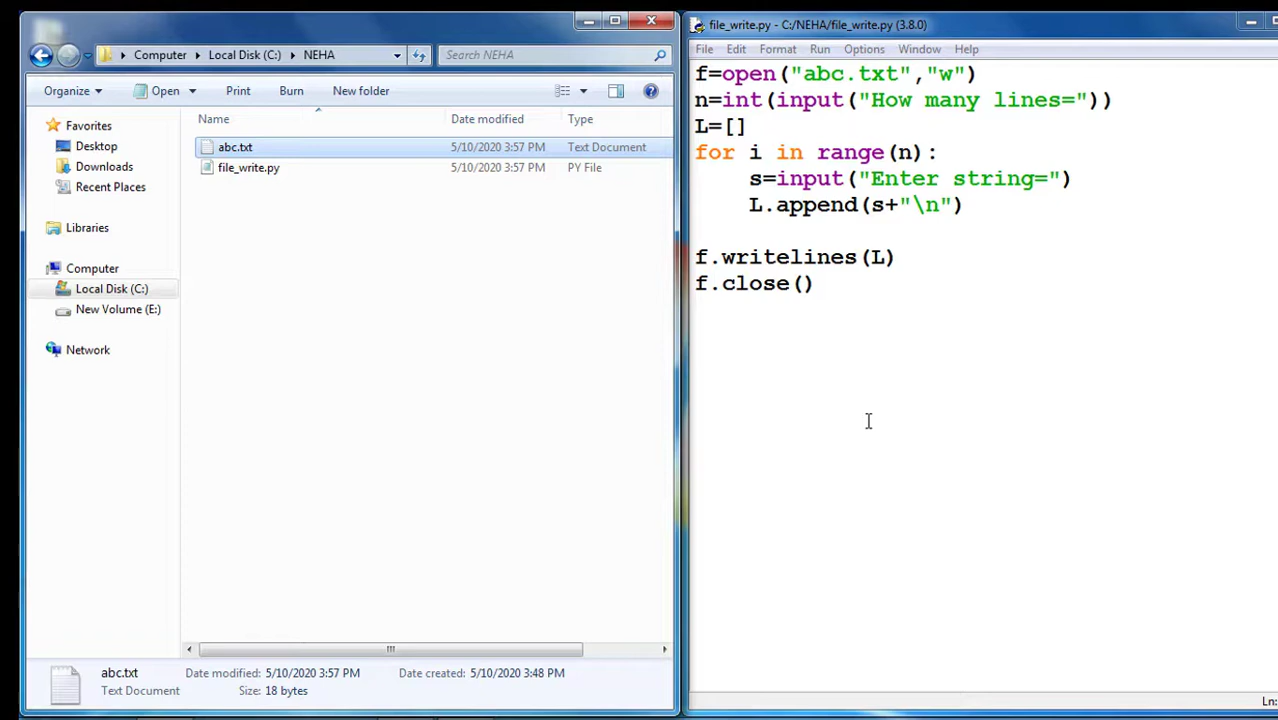 Computer Local Disk (C:) NEHA Search NEHA
Organize Open Print Burn New folder
Name Date modified Type
Favorites
Desktop
Downloads
Recent Places
Libraries
Computer
Local Disk (C:)
New Volume (E:)
Network
abc.txt 5/10/2020 3:57 PM Text Document
file_write.py 5/10/2020 3:57 PM PY File
abc.txt Date modified: 5/10/2020 3:57 PM Date created: 5/10/2020 3:48 PM
Text Document Size: 18 bytes
file_write.py - C:/NEHA/file_write.py (3.8.0)
File Edit Format Run Options Window Help
f=open("abc.txt","w")
n=int(input("How many lines="))
L=[]
for i in range(n):
    s=input("Enter string=")
    L.append(s+"\n")
f.writelines(L)
f.close()
Ln: